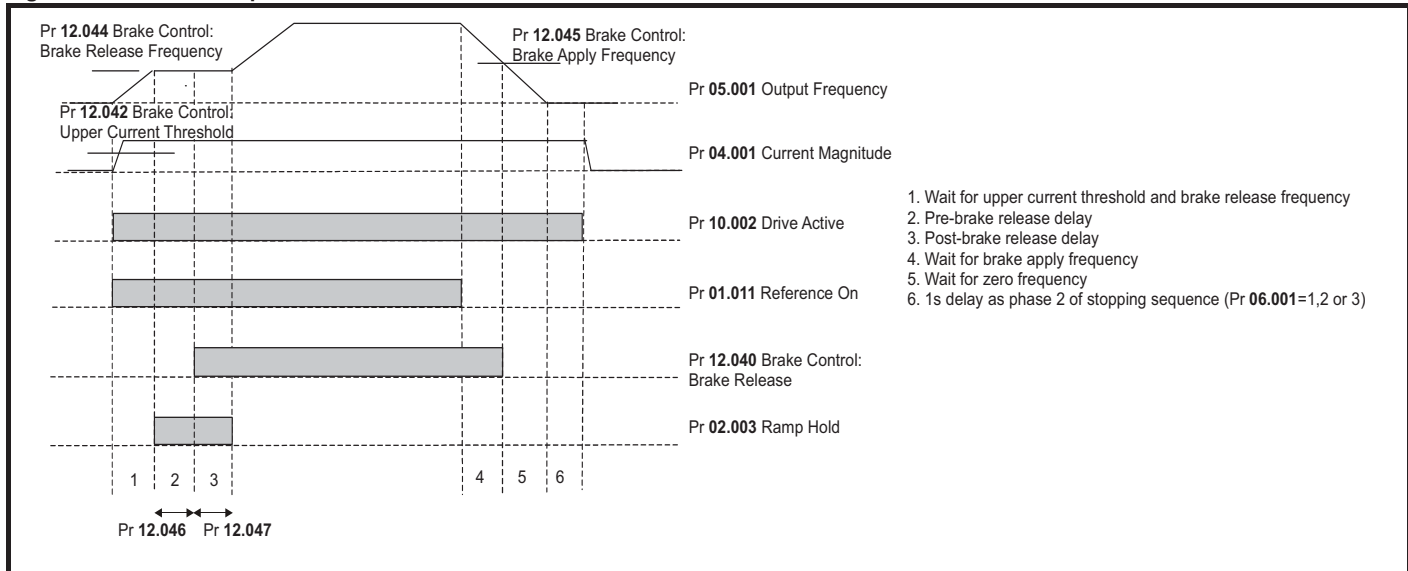 Pr 12.044 Brake Control:
Brake Release Frequency
Pr 12.045 Brake Control:
Brake Apply Frequency
Pr 05.001 Output Frequency
Pr 12.042 Brake Control:
Upper Current Threshold
Pr 04.001 Current Magnitude
1. Wait for upper current threshold and brake release frequency
2. Pre-brake release delay
3. Post-brake release delay
4. Wait for brake apply frequency
5. Wait for zero frequency
6. 1s delay as phase 2 of stopping sequence (Pr 06.001=1,2 or 3)
Pr 10.002 Drive Active
Pr 01.011 Reference On
Pr 12.040 Brake Control:
Brake Release
Pr 02.003 Ramp Hold
1 2 3 4 5 6
Pr 12.046 Pr 12.047